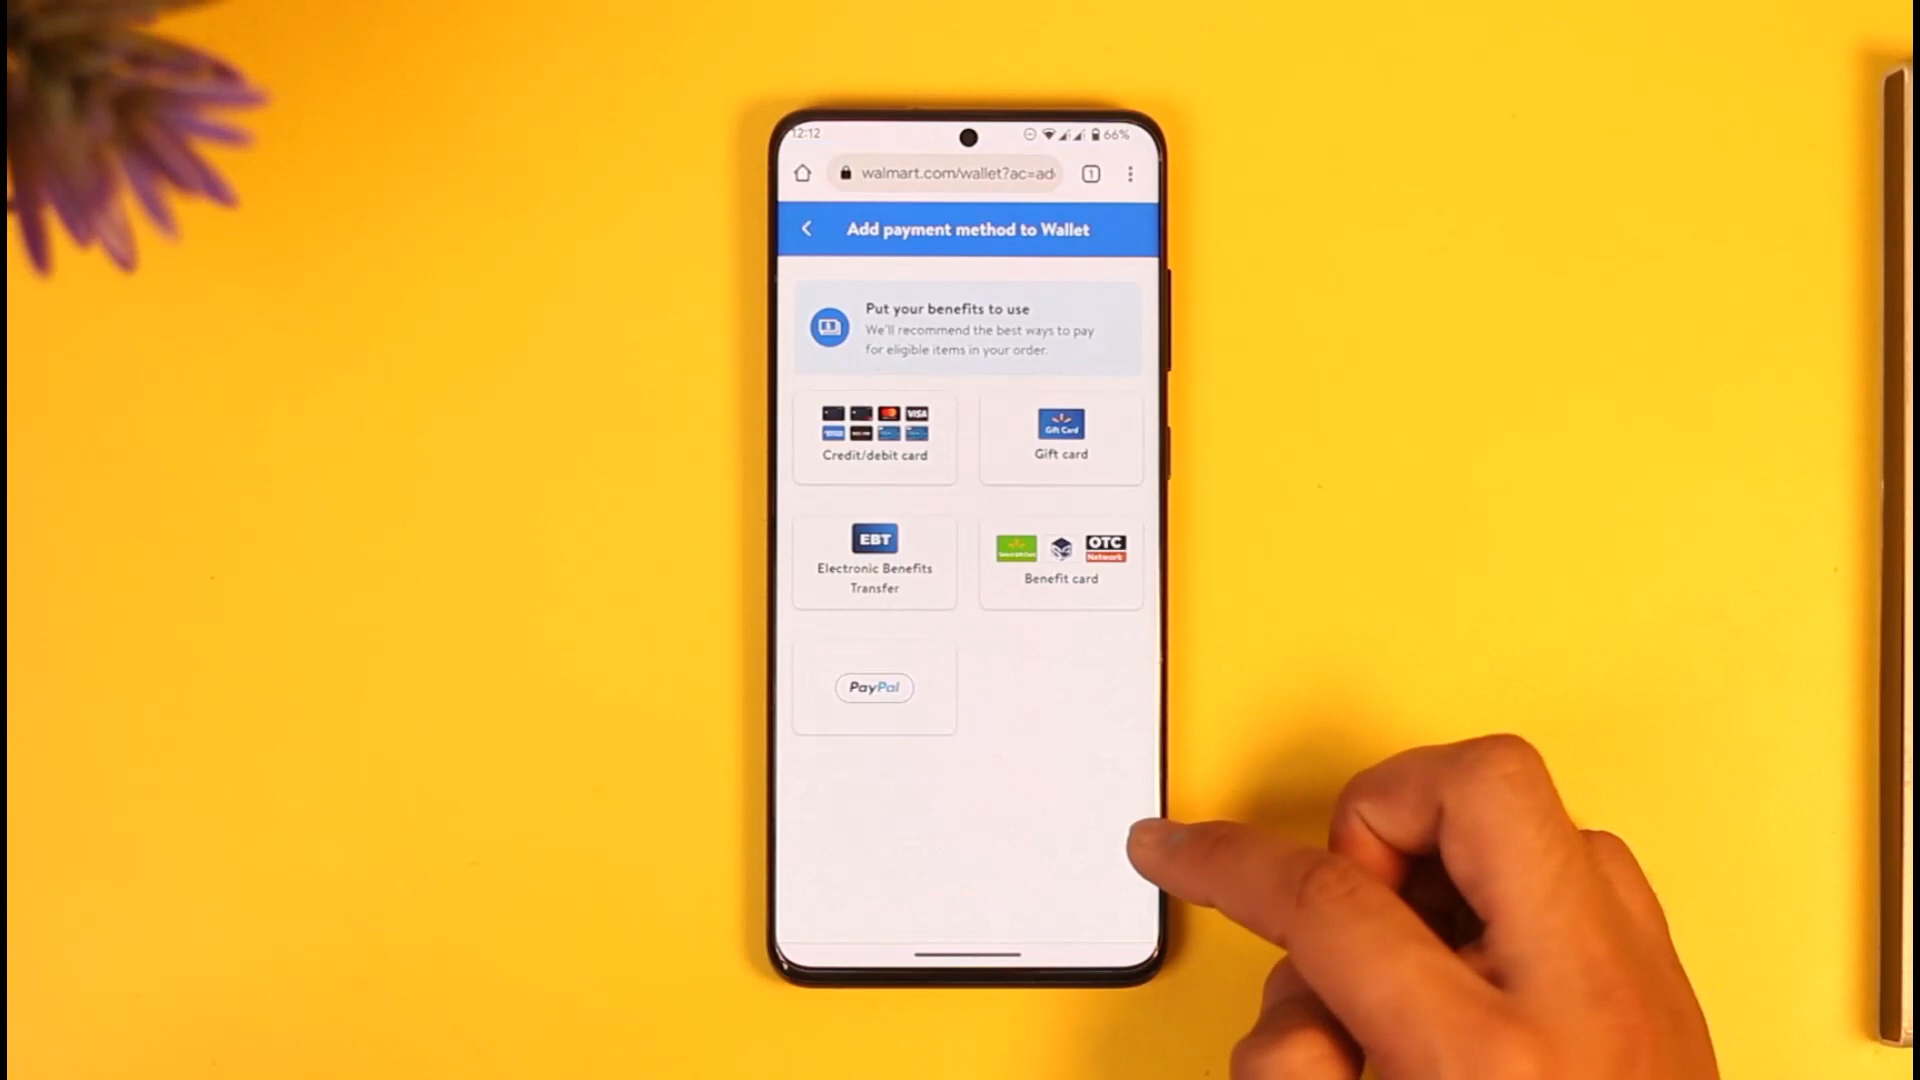 12:12
66%
walmart.com/wallet?ac=ad
1
Add payment method to Wallet
Put your benefits to use
We'll recommend the best ways to pay
for eligible items in your order.
VISA
Credit/debit card
Gift Card
Gift card
EBT
Electronic Benefits
Transfer
OTC
Network
Benefit card
PayPal